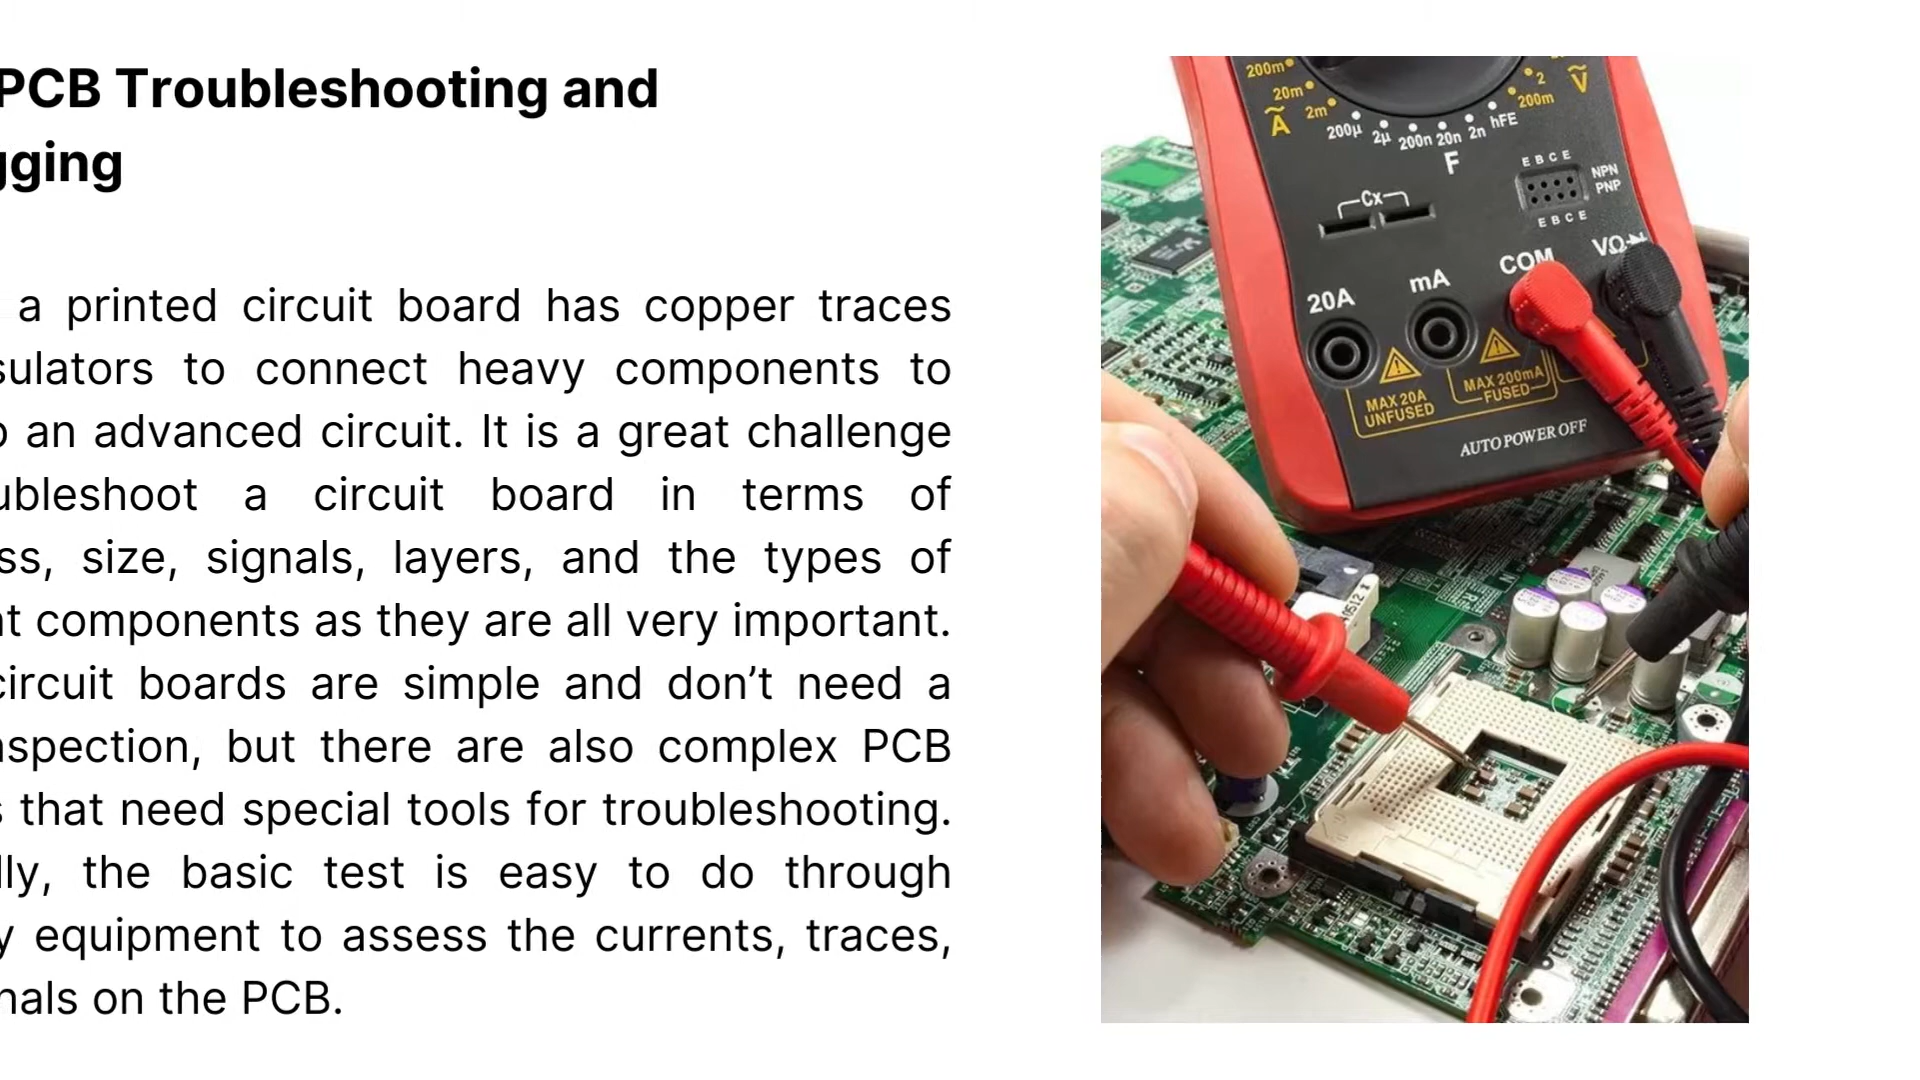 PCB Troubleshooting and
gging
a printed circuit board has copper traces
sulators to connect heavy components to
an advanced circuit. It is a great challenge
ubleshoot a circuit board in terms of
ss, size, signals, layers, and the types of
t components as they are all very important.
circuit boards are simple and don’t need a
nspection, but there are also complex PCB
s that need special tools for troubleshooting.
lly, the basic test is easy to do through
y equipment to assess the currents, traces,
nals on the PCB.
200m
20m
2m
Ã
200µ
2µ
200n
20n
2n
hFE
F
200m
2
Ṽ
Cx
E B C E
NPN
PNP
E B C E
20A
mA
COM
VΩ
MAX 20A
UNFUSED
MAX 200mA
FUSED
AUTO POWER OFF